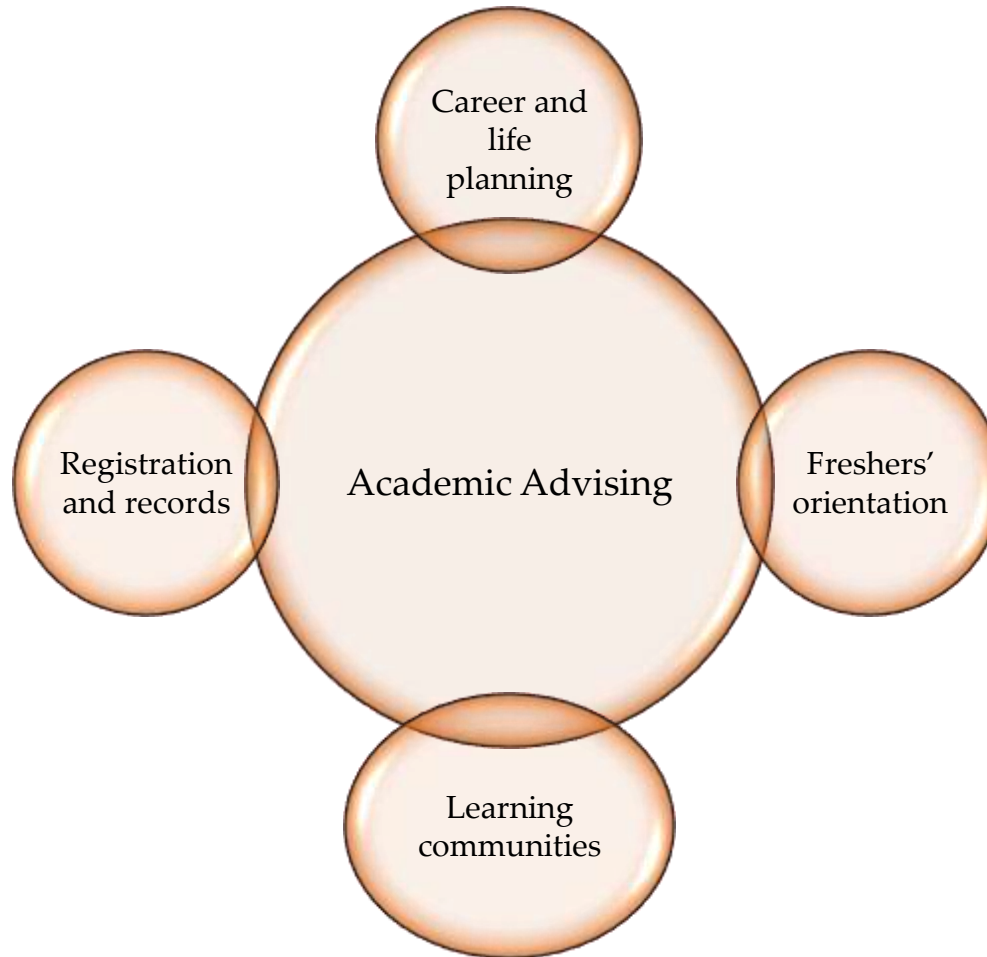 Career and
life
planning
Registration
and records
Academic Advising
Freshers’
orientation
Learning
communities